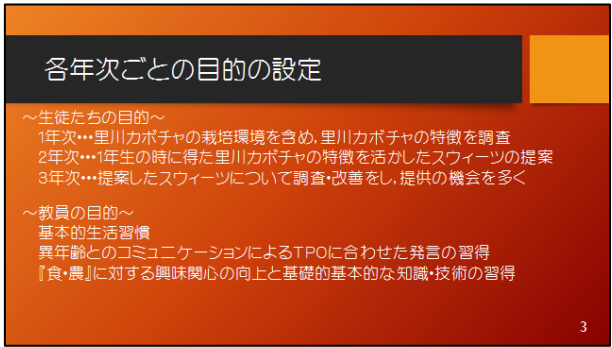 各年次ごとの目的の設定
～生徒たちの目的～
1年次･･･里川カボチャの栽培環境を含め,里川カボチャの特徴を調査
2年次･･･1年生の時に得た里川カボチャの特徴を活かしたスウィーツの提案
3年次･･･提案したスウィーツについて調査･改善をし,提供の機会を多く
～教員の目的～
基本的生活習慣
異年齢とのコミュニケーションによるTPOに合わせた発言の習得
『食･農』に対する興味関心の向上と基礎的基本的な知識･技術の習得
3